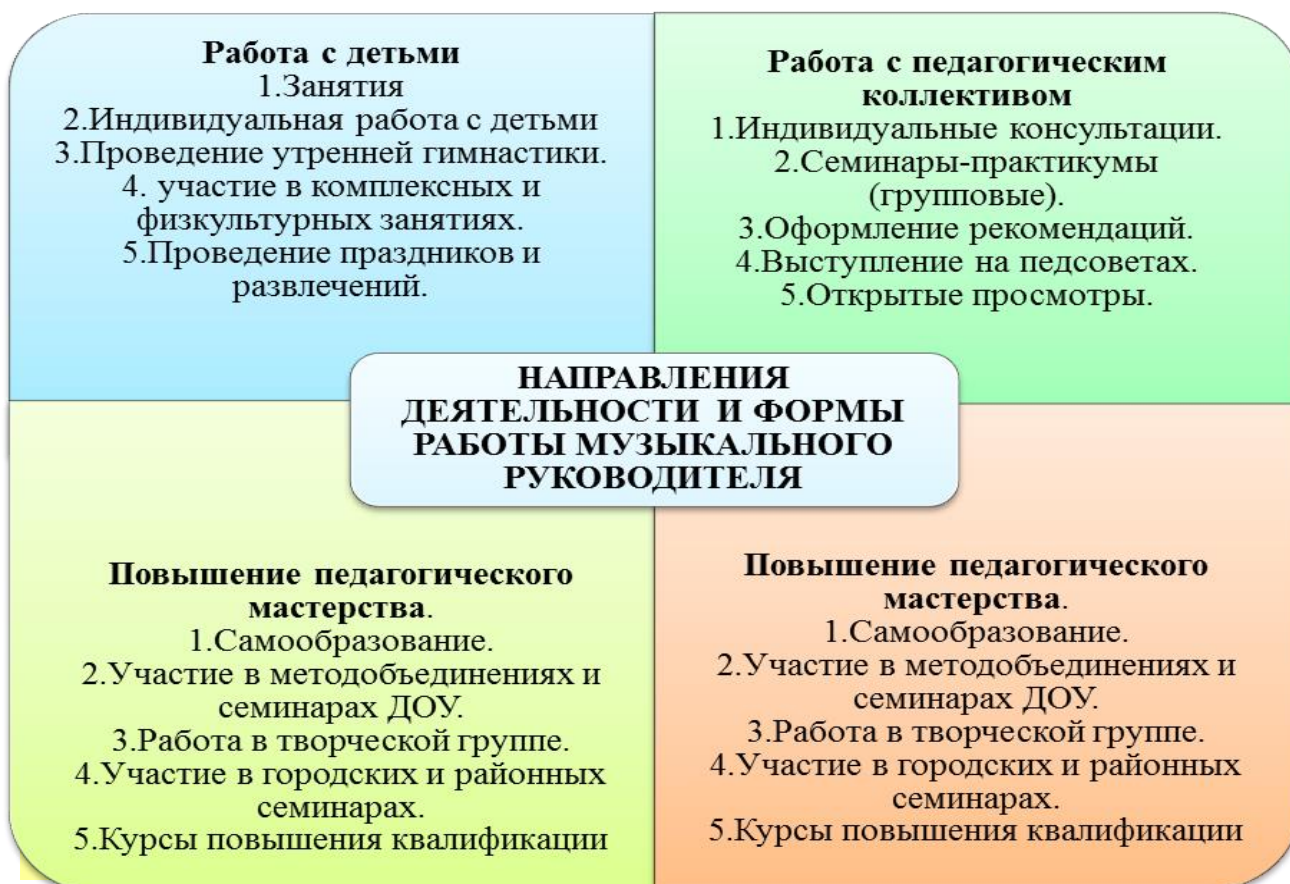 Работа с детьми
1.Занятия
2.Индивидуальная работа с детьми
3.Проведение утренней гимнастики.
4. участие в комплексных и
физкультурных занятиях.
5.Проведение праздников и
развлечений.
Работа с педагогическим
коллективом
1.Индивидуальные консультации.
2.Семинары-практикумы
(групповые).
3.Оформление рекомендаций.
4.Выступление на педсоветах.
5.Открытые просмотры.
НАПРАВЛЕНИЯ
ДЕЯТЕЛЬНОСТИ И ФОРМЫ
РАБОТЫ МУЗЫКАЛЬНОГО
РУКОВОДИТЕЛЯ
Повышение педагогического
мастерства.
1.Самообразование.
2.Участие в методобъединениях и
семинарах ДОУ.
3.Работа в творческой группе.
4.Участие в городских и районных
семинарах.
5.Курсы повышения квалификации
Повышение педагогического
мастерства.
1.Самообразование.
2.Участие в методобъединениях и
семинарах ДОУ.
3.Работа в творческой группе.
4.Участие в городских и районных
семинарах.
5.Курсы повышения квалификации